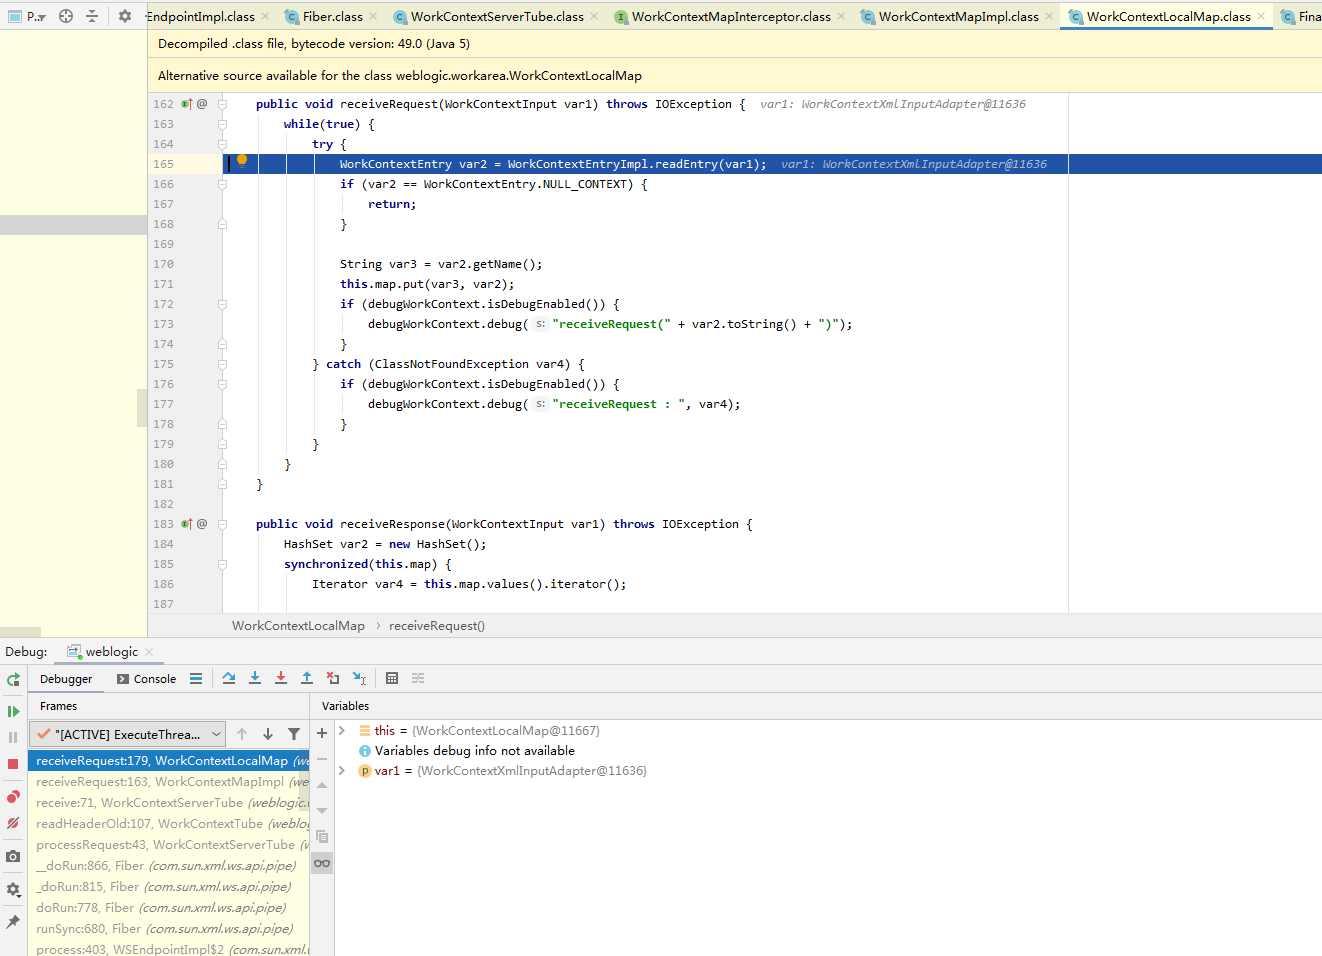 P..
EndpointImpl.class
Fiber.class
WorkContextServerTube.class
WorkContextMapInterceptor.class
WorkContextMapImpl.class
WorkContextLocalMap.class
Fina
Decompiled .class file, bytecode version: 49.0 (Java 5)
Alternative source available for the class weblogic.workarea.WorkContextLocalMap
162 @ public void receiveRequest(WorkContextInput var1) throws IOException { var1: WorkContextXmlInputAdapter@11636
163 while(true) {
164 try {
165 WorkContextEntry var2 = WorkContextEntryImpl.readEntry(var1); var1: WorkContextXmlInputAdapter@11636
166 if (var2 == WorkContextEntry.NULL_CONTEXT) {
167 return;
168 }
169
170 String var3 = var2.getName();
171 this.map.put(var3, var2);
172 if (debugWorkContext.isDebugEnabled()) {
173 debugWorkContext.debug( s: "receiveRequest(" + var2.toString() + ")");
174 }
175 } catch (ClassNotFoundException var4) {
176 if (debugWorkContext.isDebugEnabled()) {
177 debugWorkContext.debug( s: "receiveRequest : ", var4);
178 }
179 }
180 }
181 }
182
183 @ public void receiveResponse(WorkContextInput var1) throws IOException {
184 HashSet var2 = new HashSet();
185 synchronized(this.map) {
186 Iterator var4 = this.map.values().iterator();
187
WorkContextLocalMap › receiveRequest()
Debug: weblogic
Debugger Console
Frames
Variables
"[ACTIVE] ExecuteThrea...
receiveRequest:179, WorkContextLocalMap (we
receiveRequest:163, WorkContextMapImpl (we
receive:71, WorkContextServerTube (weblogic.
readHeaderOld:107, WorkContextTube (weblog
processRequest:43, WorkContextServerTube (w
__doRun:866, Fiber (com.sun.xml.ws.api.pipe)
_doRun:815, Fiber (com.sun.xml.ws.api.pipe)
doRun:778, Fiber (com.sun.xml.ws.api.pipe)
runSync:680, Fiber (com.sun.xml.ws.api.pipe)
process:403, WSEndpointImpl$2 (com.sun.xml.
this = {WorkContextLocalMap@11667}
Variables debug info not available
var1 = {WorkContextXmlInputAdapter@11636}